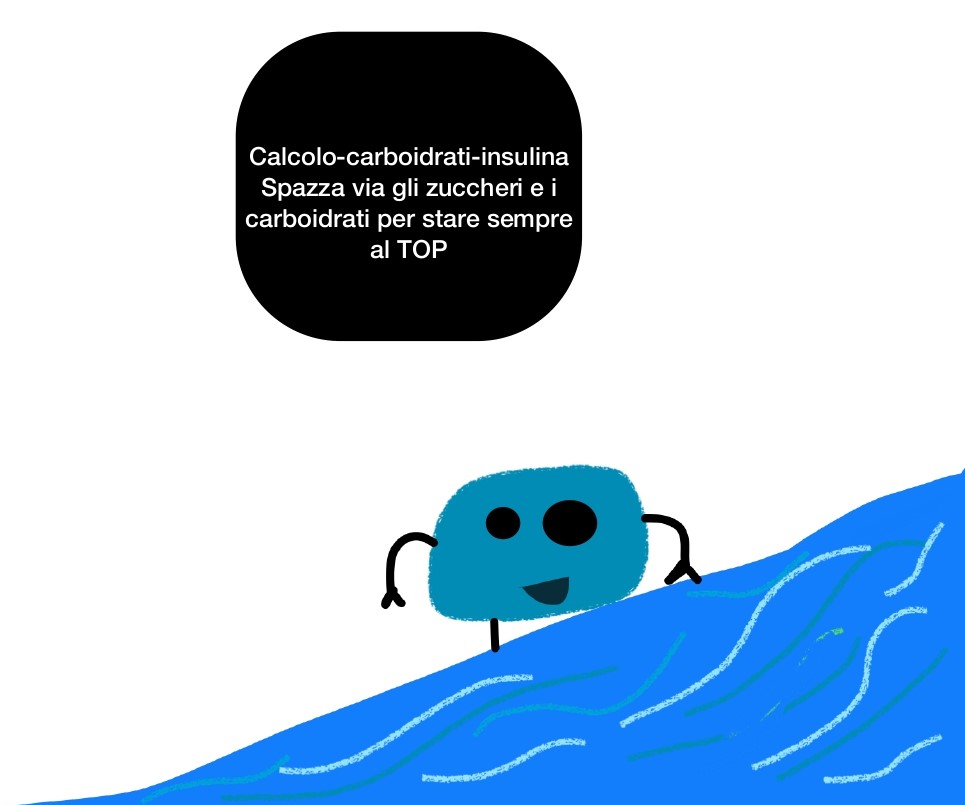 Calcolo-carboidrati-insulina
Spazza via gli zuccheri e i
carboidrati per stare sempre
al TOP